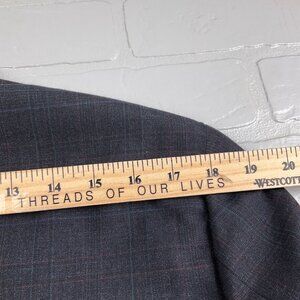 13 14 15 16 17 18 19 20
THREADS OF OUR LIVES WESTCOTT